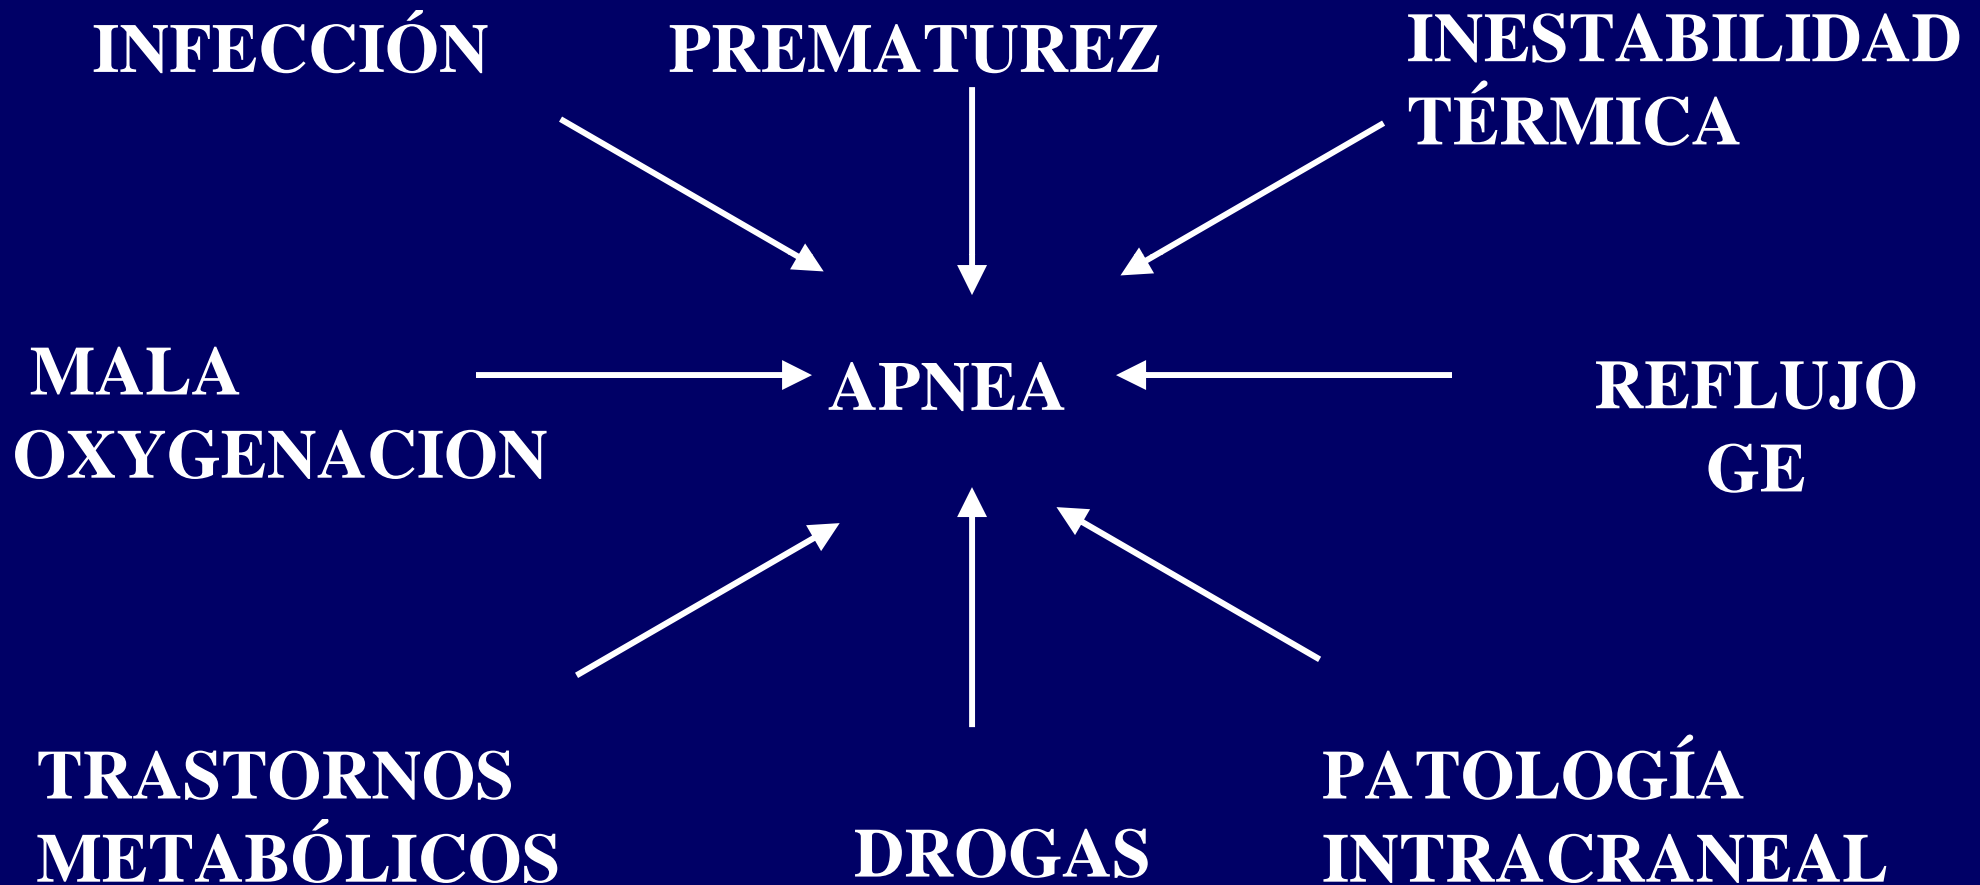 INFECCIÓN
PREMATUREZ
INESTABILIDAD
TÉRMICA
MALA
OXYGENACION
APNEA
REFLUJO
GE
TRASTORNOS
METABÓLICOS
DROGAS
PATOLOGÍA
INTRACRANEAL